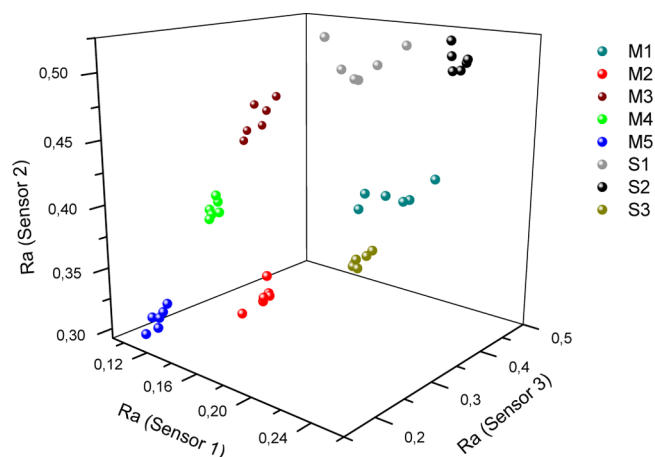 0,50
0,45
0,40
0,35
0,30
Ra (Sensor 2)
0,12
0,16
0,20
0,24
Ra (Sensor 1)
0,2
0,3
0,4
0,5
Ra (Sensor 3)
M1
M2
M3
M4
M5
S1
S2
S3